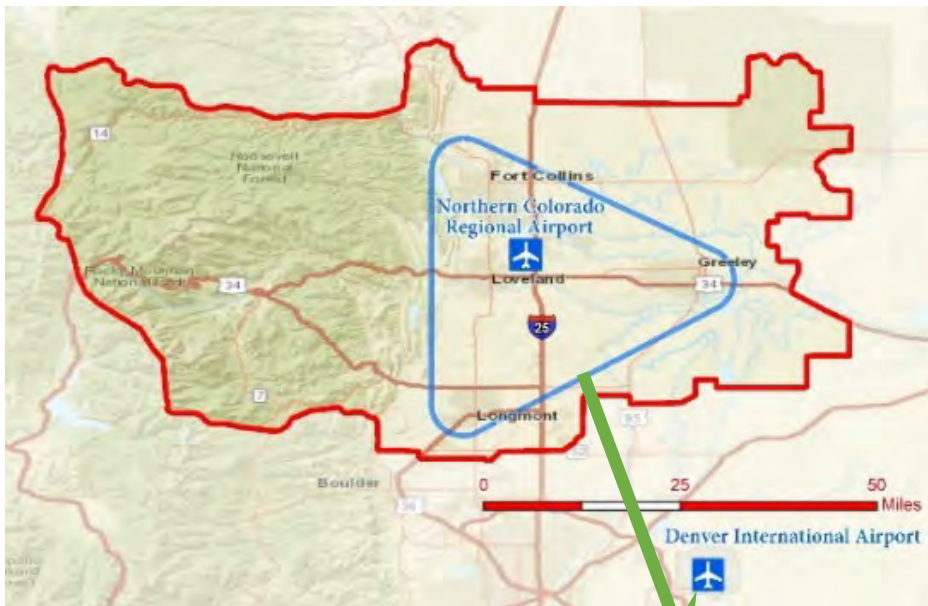 14
Roosevelt
National
Forest
Fort Collins
Northern Colorado
Regional Airport
Greeley
Rocky Mountain
National Park
34
Loveland
34
25
7
Longmont
85
52
Boulder
36
0 25 50
Miles
Denver International Airport